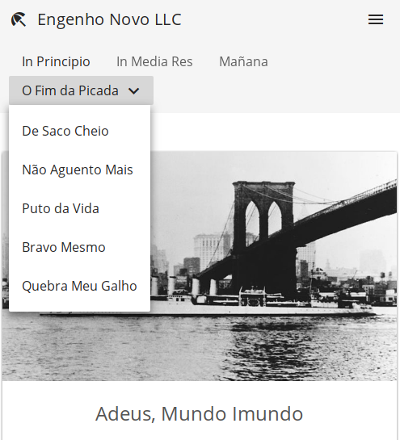 Engenho Novo LLC
In Principio In Media Res Mañana
O Fim da Picada
De Saco Cheio
Não Aguento Mais
Puto da Vida
Bravo Mesmo
Quebra Meu Galho
Adeus, Mundo Imundo